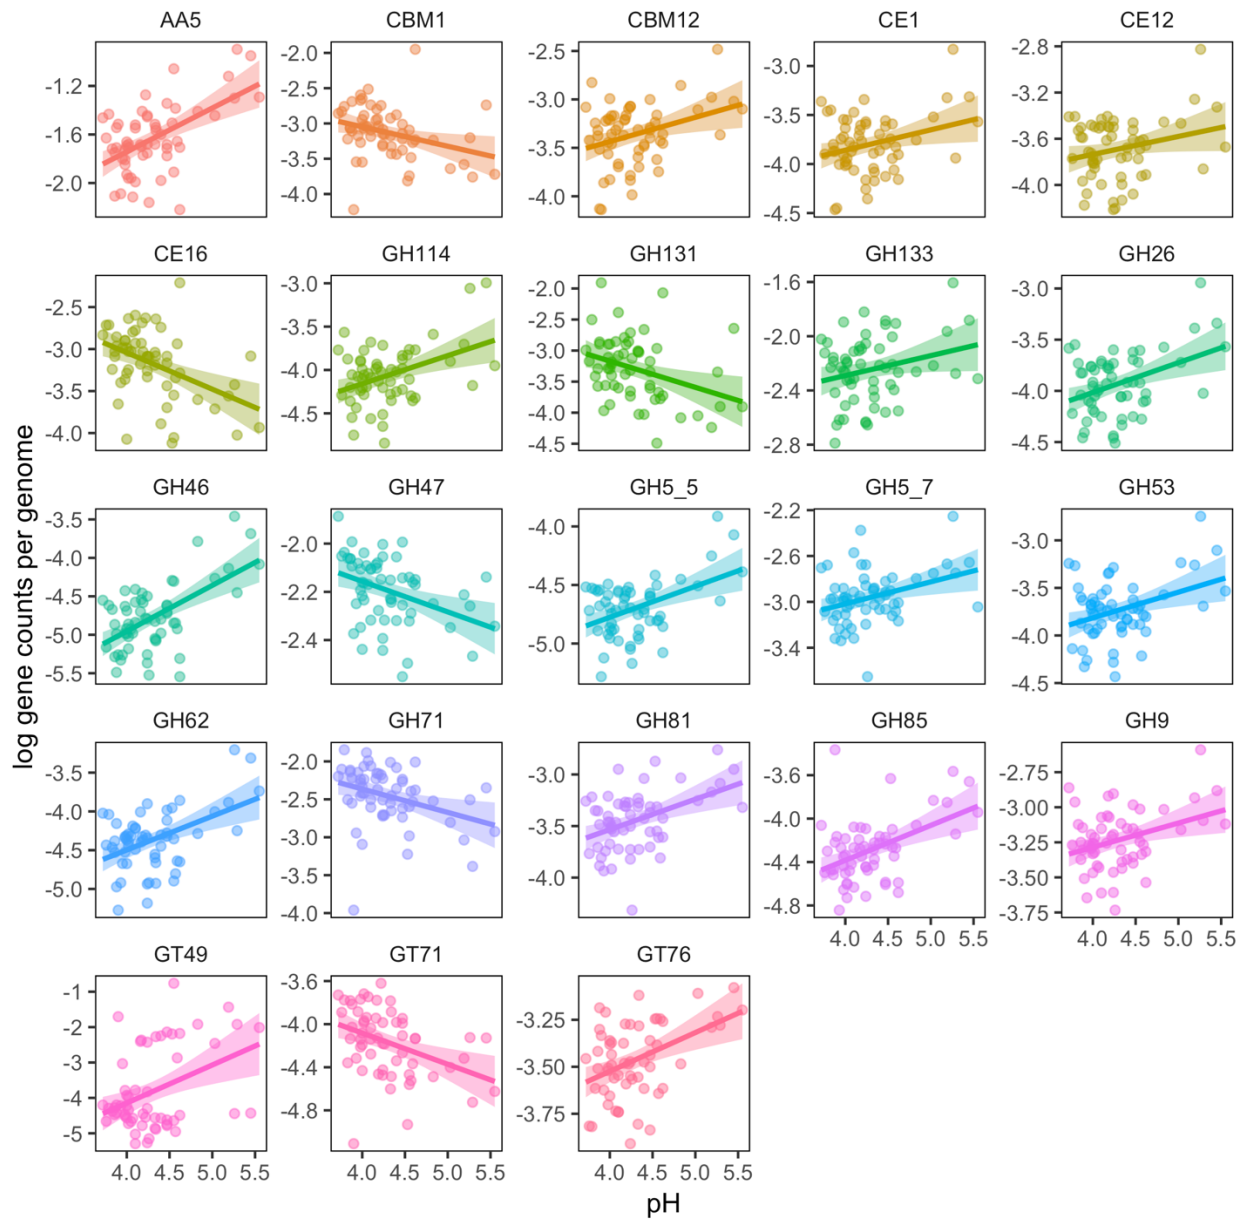 AA5 CBM1 CBM12 CE1 CE12
-1.2 -1.6 -2.0
-2.0 -2.5 -3.0 -3.5 -4.0
-2.5 -3.0 -3.5 -4.0
-3.0 -3.5 -4.0 -4.5
-2.8 -3.2 -3.6 -4.0
CE16 GH114 GH131 GH133 GH26
-2.5 -3.0 -3.5 -4.0
-3.0 -3.5 -4.0 -4.5
-2.0 -2.5 -3.0 -3.5 -4.0 -4.5
-1.6 -2.0 -2.4 -2.8
-3.0 -3.5 -4.0 -4.5
log gene counts per genome
GH46 GH47 GH5_5 GH5_7 GH53
-3.5 -4.0 -4.5 -5.0 -5.5
-2.0 -2.2 -2.4
-4.0 -4.5 -5.0
-2.2 -2.6 -3.0 -3.4
-3.0 -3.5 -4.0 -4.5
GH62 GH71 GH81 GH85 GH9
-3.5 -4.0 -4.5 -5.0
-2.0 -2.5 -3.0 -3.5 -4.0
-3.0 -3.5 -4.0
-3.6 -4.0 -4.4 -4.8
-2.75 -3.00 -3.25 -3.50 -3.75
4.0 4.5 5.0 5.5 4.0 4.5 5.0 5.5
GT49 GT71 GT76
-1 -2 -3 -4 -5
-3.6 -4.0 -4.4 -4.8
-3.25 -3.50 -3.75
4.0 4.5 5.0 5.5 4.0 4.5 5.0 5.5 4.0 4.5 5.0 5.5
pH